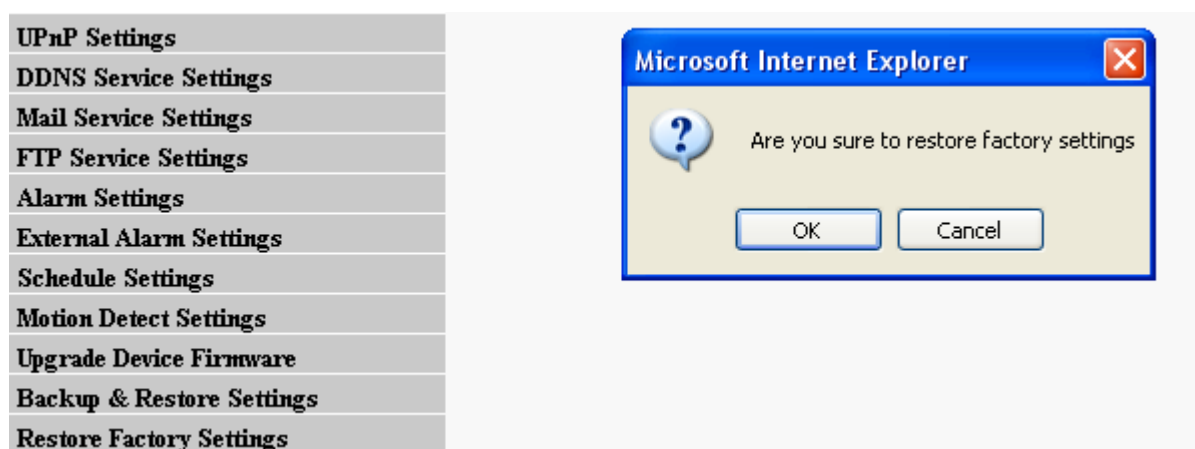 UPnP Settings
DDNS Service Settings
Mail Service Settings
FTP Service Settings
Alarm Settings
External Alarm Settings
Schedule Settings
Motion Detect Settings
Upgrade Device Firmware
Backup & Restore Settings
Restore Factory Settings
Microsoft Internet Explorer
Are you sure to restore factory settings
OK
Cancel